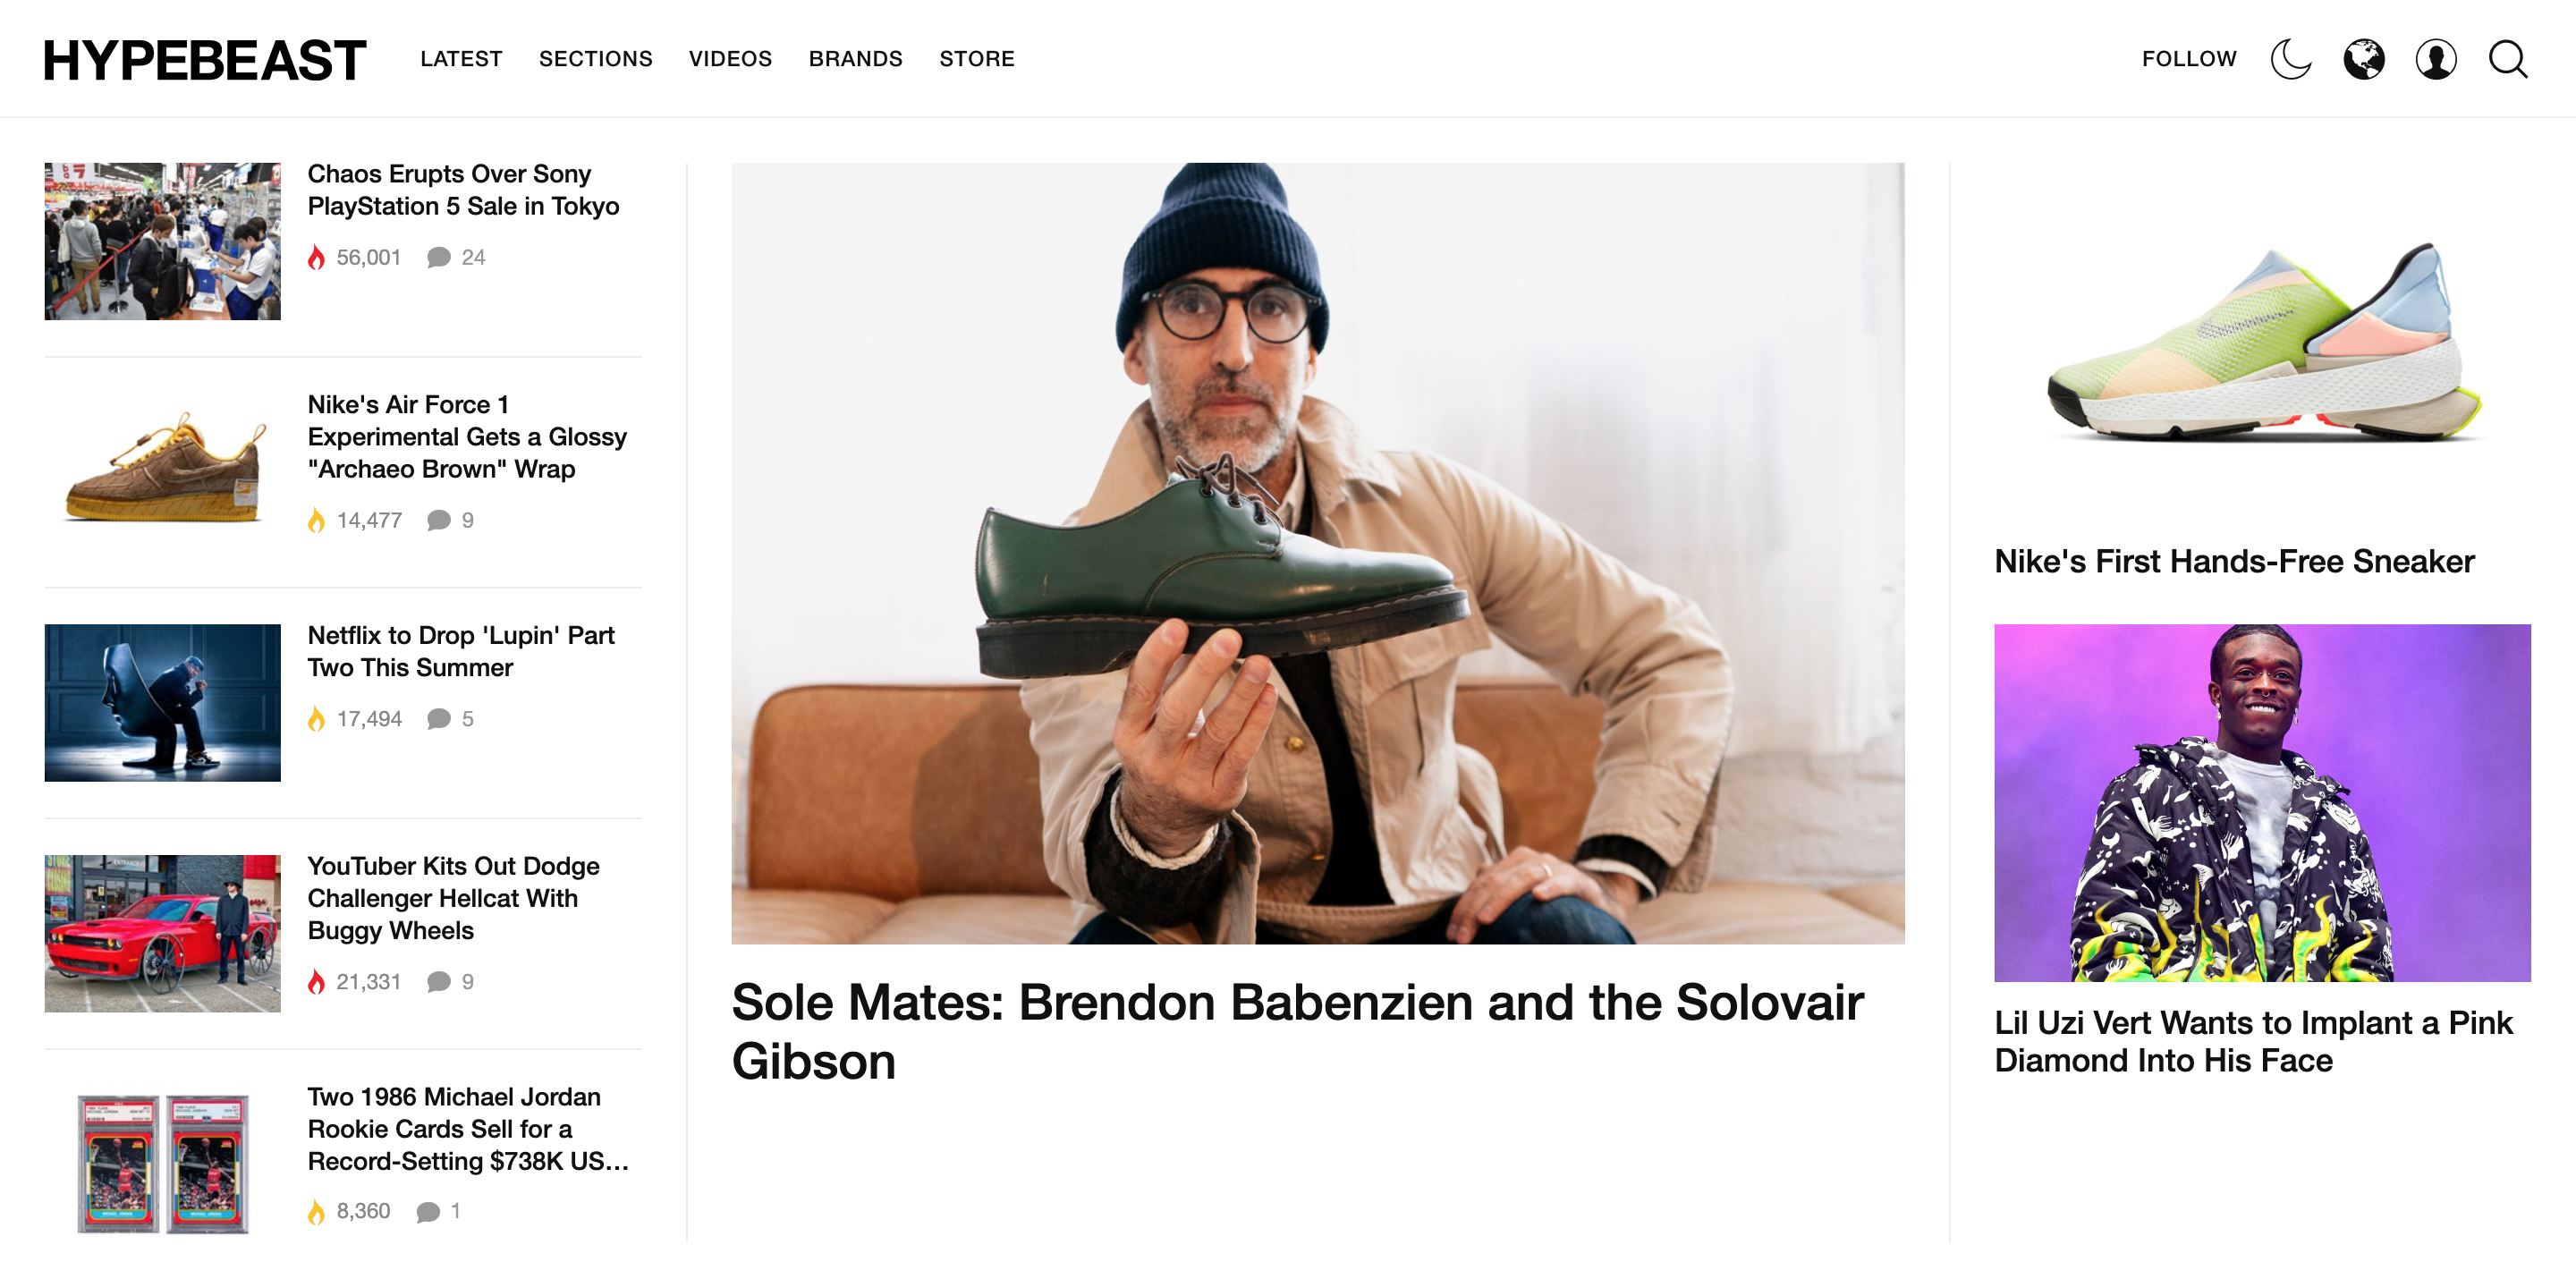 HYPEBEAST
LATEST
SECTIONS
VIDEOS
BRANDS
STORE
FOLLOW
Chaos Erupts Over Sony
PlayStation 5 Sale in Tokyo
56,001
24
Nike's Air Force 1
Experimental Gets a Glossy
"Archaeo Brown" Wrap
14,477
9
Netflix to Drop 'Lupin' Part
Two This Summer
17,494
5
ENTRANCE
YouTuber Kits Out Dodge
Challenger Hellcat With
Buggy Wheels
21,331
9
Two 1986 Michael Jordan
Rookie Cards Sell for a
Record-Setting $738K US...
8,360
1
Sole Mates: Brendon Babenzien and the Solovair
Gibson
Nike's First Hands-Free Sneaker
Lil Uzi Vert Wants to Implant a Pink
Diamond Into His Face